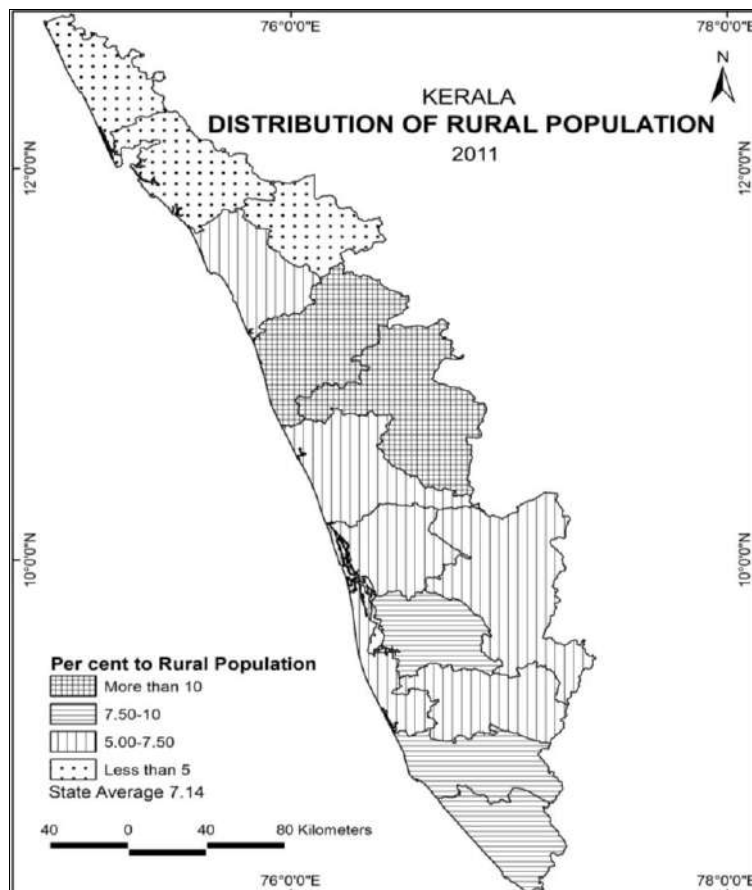 76°0'0"E
78°0'0"E
N
KERALA
DISTRIBUTION OF RURAL POPULATION
2011
12°0'0"N
12°0'0"N
10°0'0"N
10°0'0"N
Per cent to Rural Population
More than 10
7.50-10
5.00-7.50
Less than 5
State Average 7.14
40 0 40 80 Kilometers
76°0'0"E
78°0'0"E